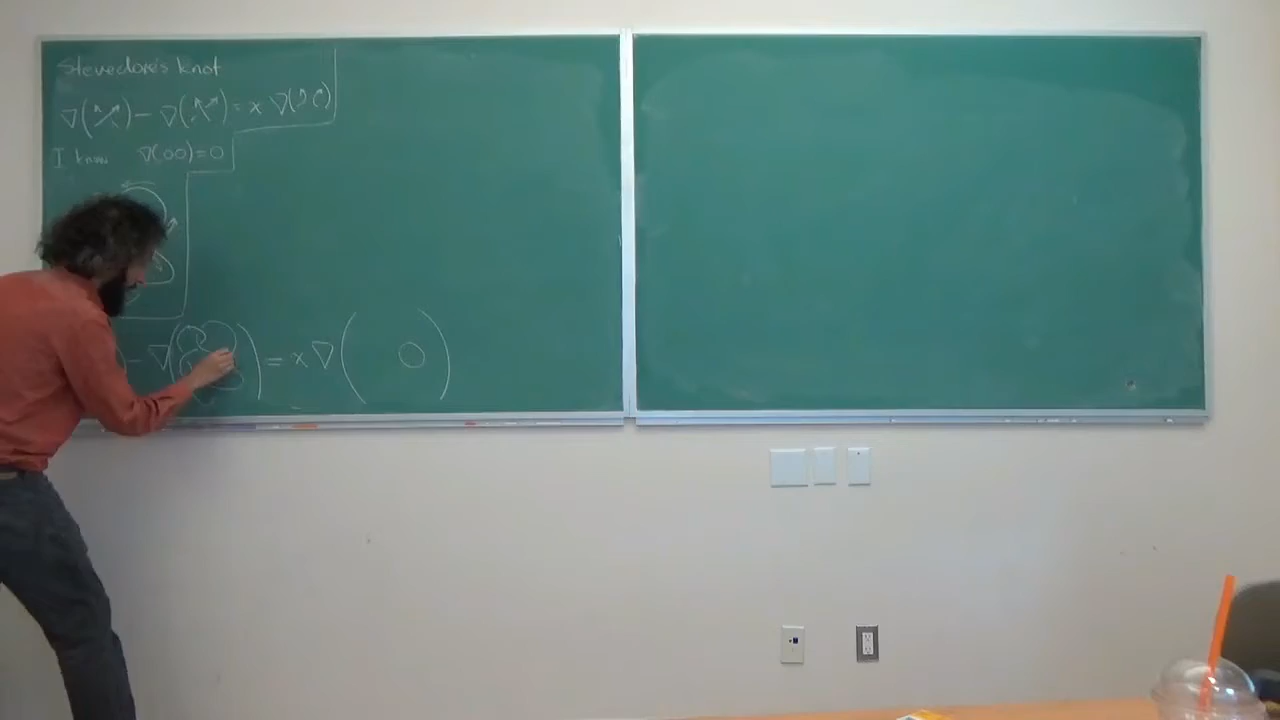 Stevedore's knot
∇( ) − ∇( ) = x ∇( )
I know ∇(OO) = 0
− ∇( ) = x ∇( O )